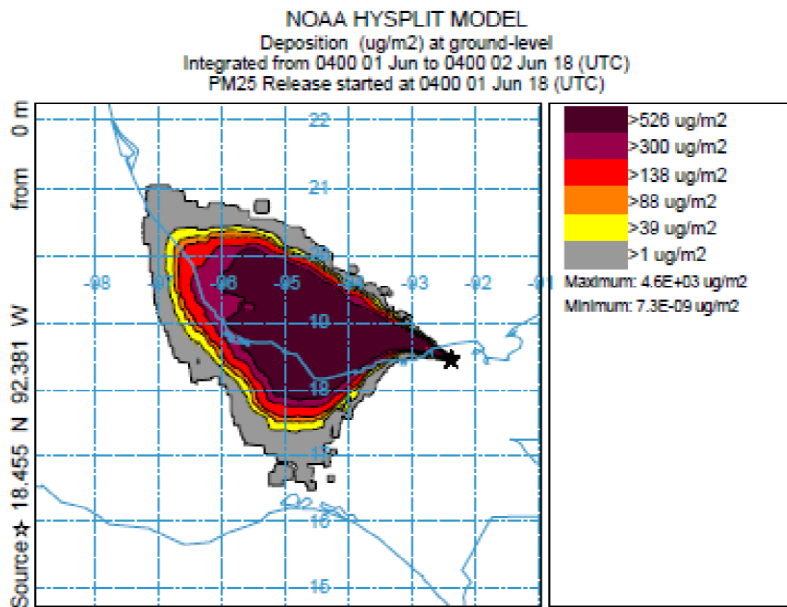 NOAA HYSPLIT MODEL
Deposition (ug/m2) at ground-level
Integrated from 0400 01 Jun to 0400 02 Jun 18 (UTC)
PM25 Release started at 0400 01 Jun 18 (UTC)
Source ☆ 18.455 N 92.381 W from 0 m
22
21
20
-98 -97 -96 -95 -94 -93 -92 -91
19
18
17
16
15
>526 ug/m2
>300 ug/m2
>138 ug/m2
>88 ug/m2
>39 ug/m2
>1 ug/m2
Maximum: 4.6E+03 ug/m2
Minimum: 7.3E-09 ug/m2